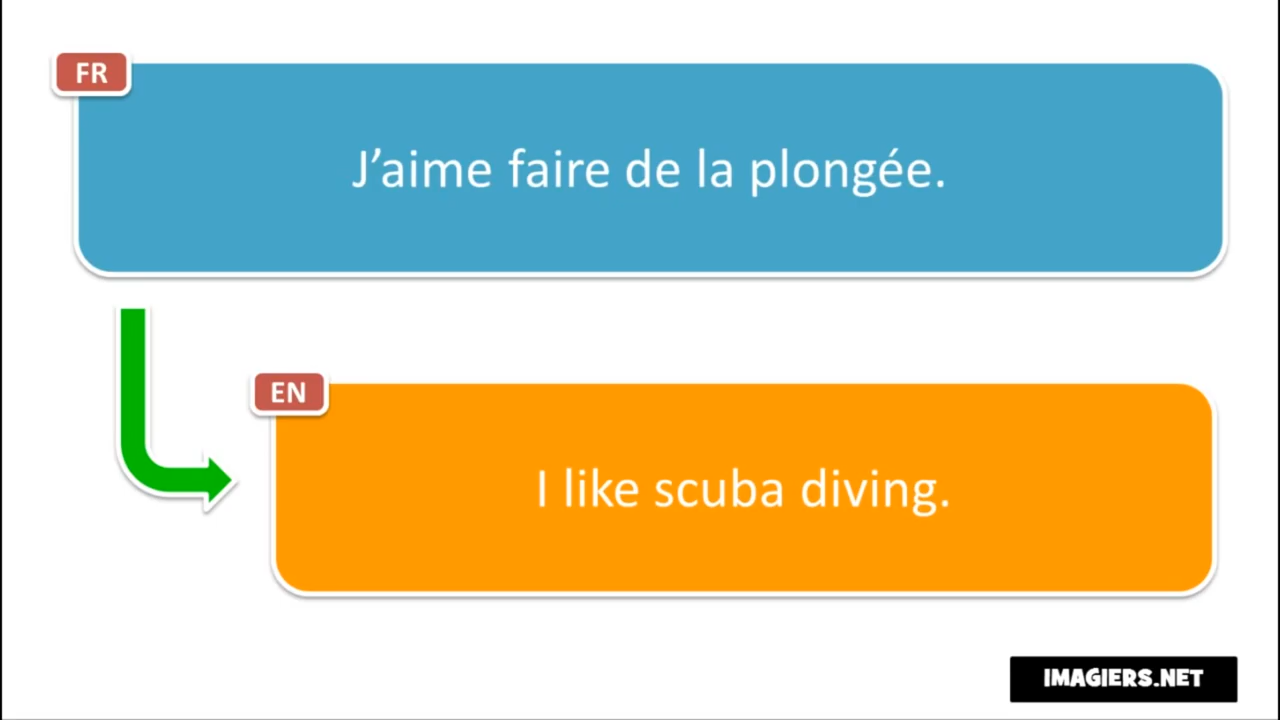 FR
J’aime faire de la plongée.
EN
I like scuba diving.
IMAGIERS.NET